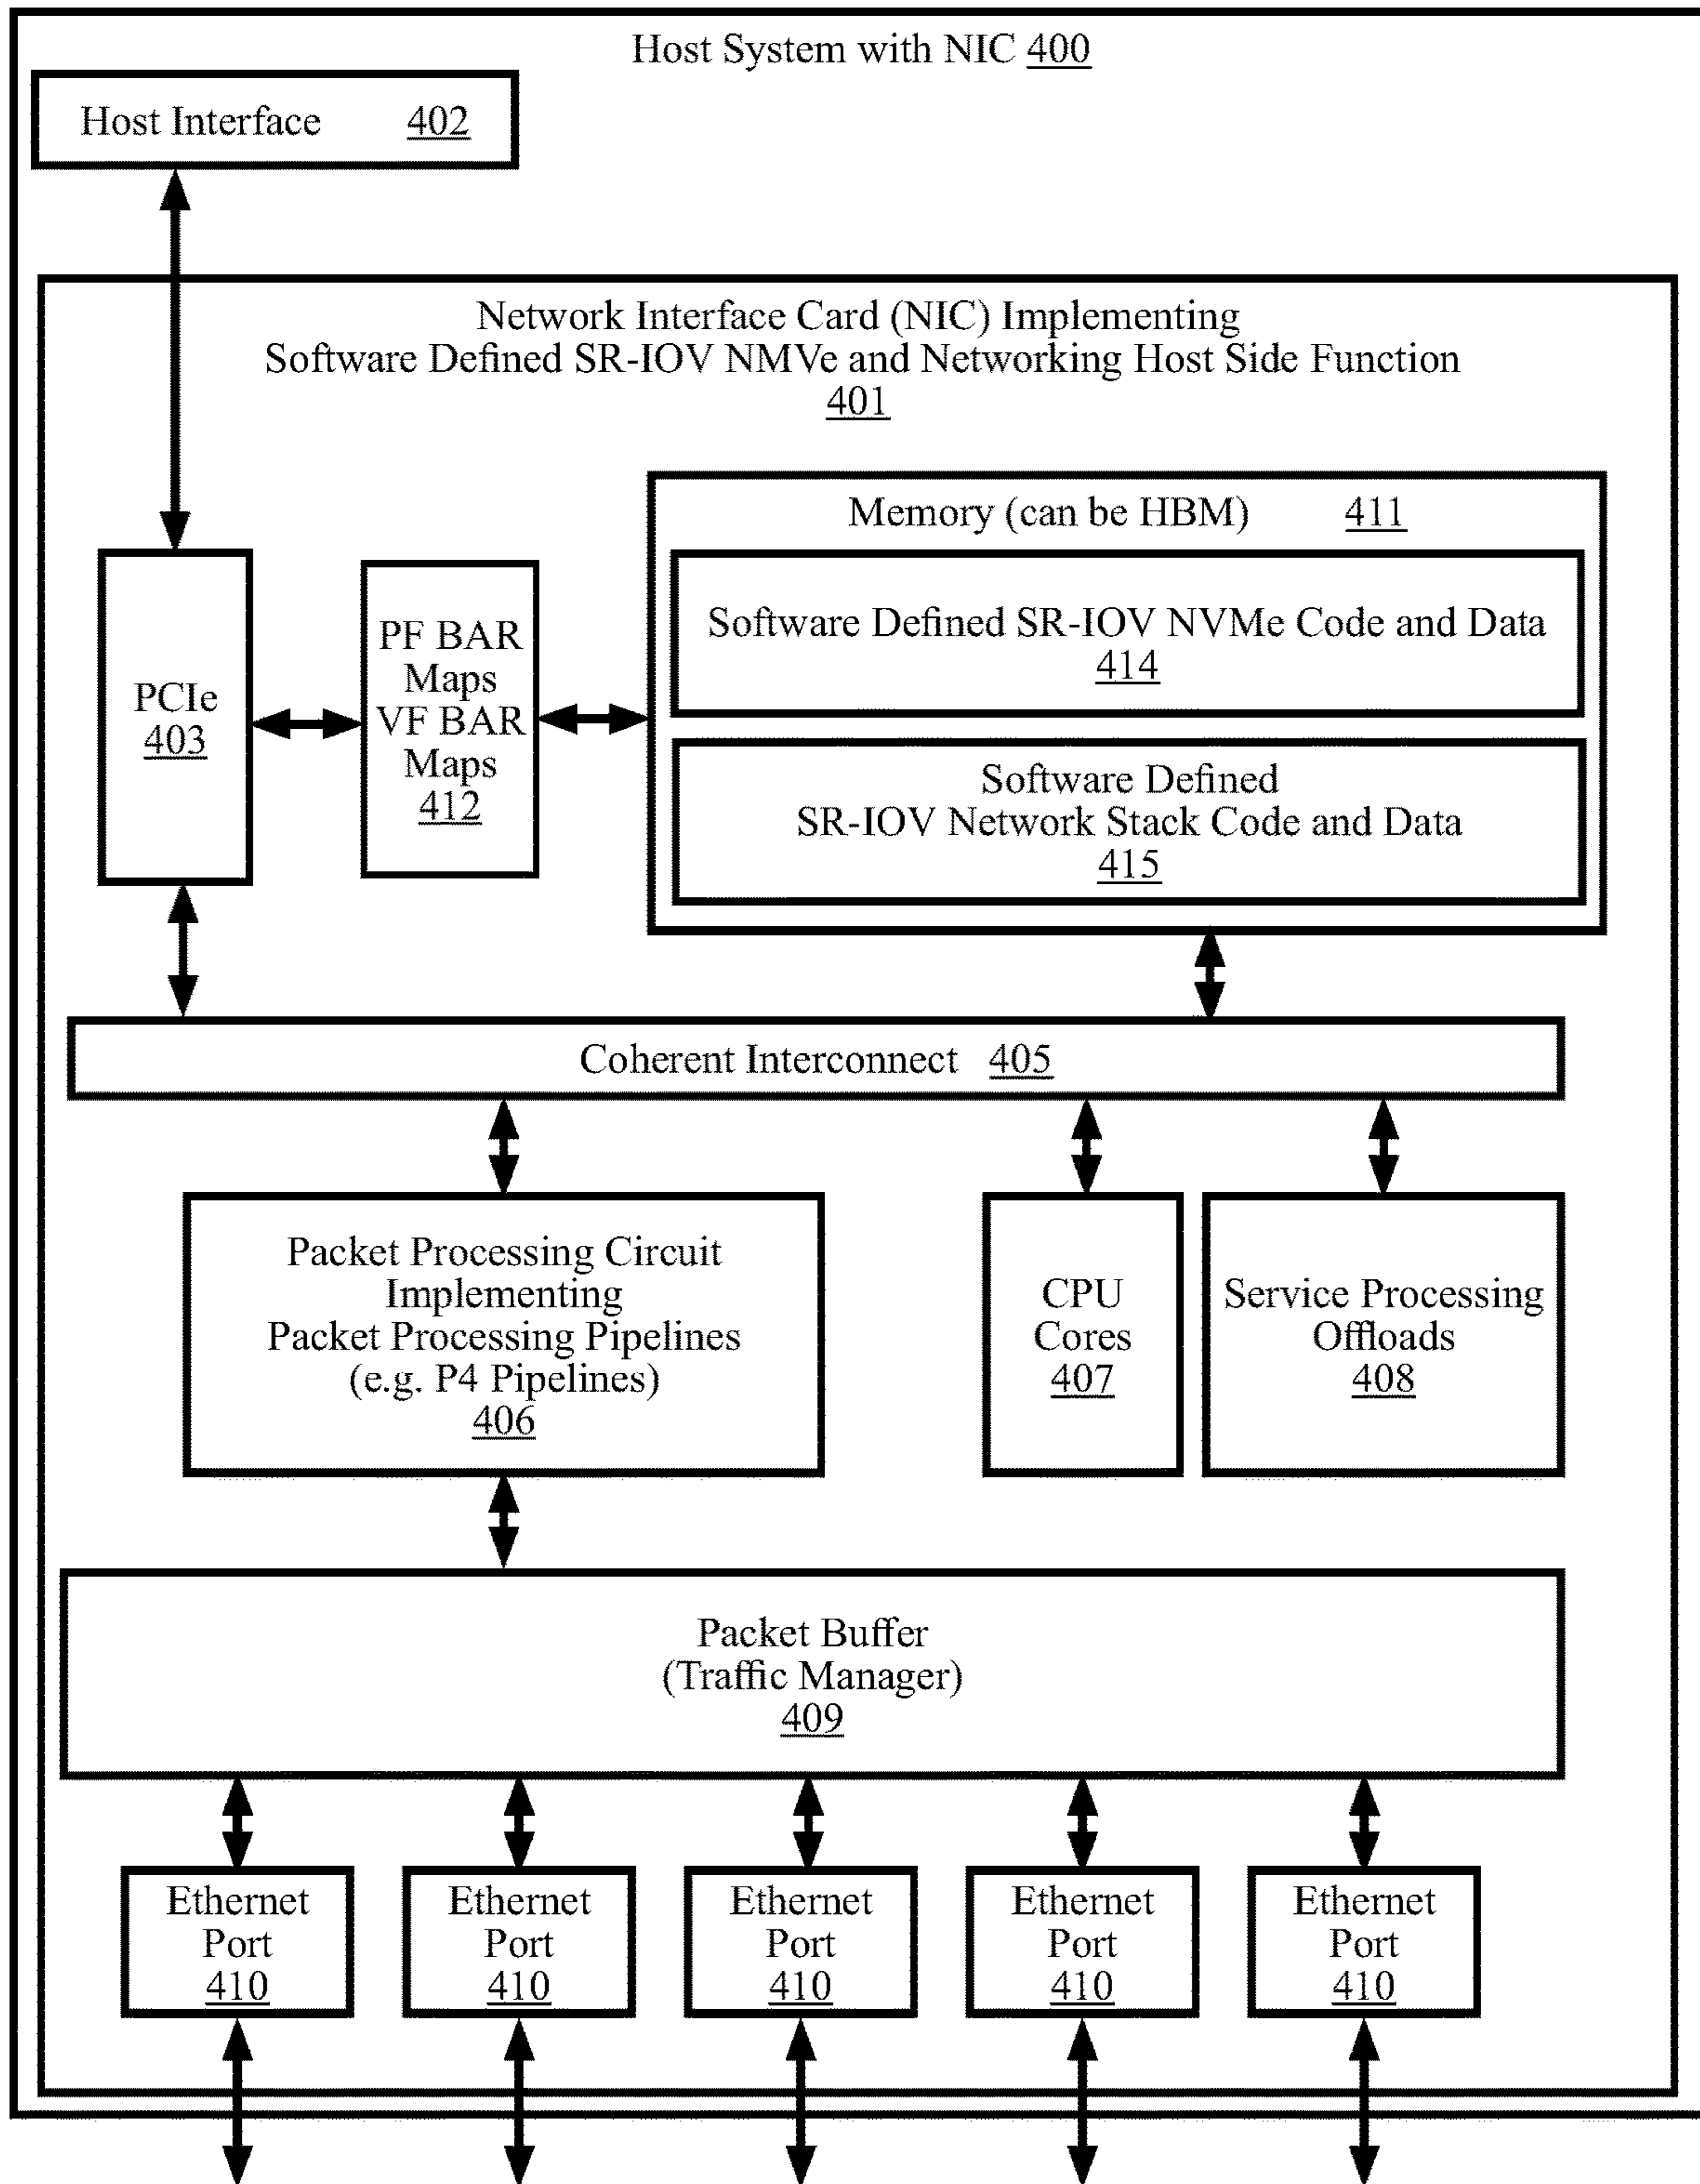 Host System with NIC 400
Host Interface 402
Network Interface Card (NIC) Implementing
Software Defined SR-IOV NMVe and Networking Host Side Function
401
PCIe
403
PF BAR
Maps
VF BAR
Maps
412
Memory (can be HBM) 411
Software Defined SR-IOV NVMe Code and Data
414
Software Defined
SR-IOV Network Stack Code and Data
415
Coherent Interconnect 405
Packet Processing Circuit
Implementing
Packet Processing Pipelines
(e.g. P4 Pipelines)
406
CPU
Cores
407
Service Processing
Offloads
408
Packet Buffer
(Traffic Manager)
409
Ethernet
Port
410
Ethernet
Port
410
Ethernet
Port
410
Ethernet
Port
410
Ethernet
Port
410